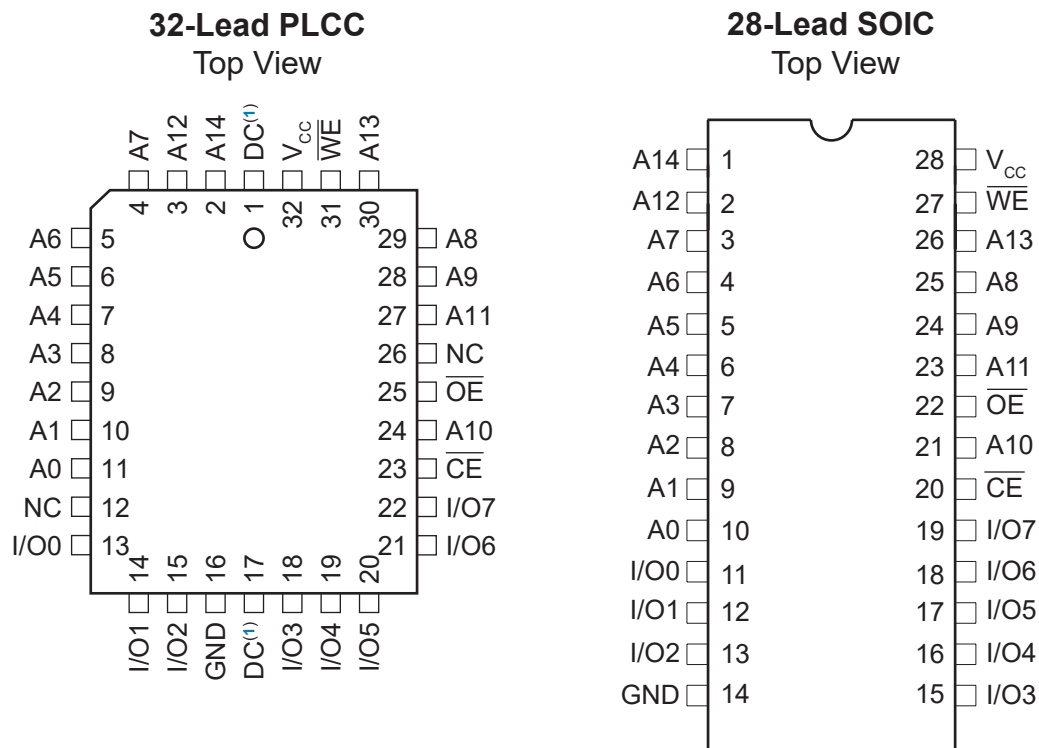 32-Lead PLCC
Top View
A7
A12
A14
DC(1)
VCC
W̅E̅
A13
4
3
2
1
32
31
30
A6 5
A5 6
A4 7
A3 8
A2 9
A1 10
A0 11
NC 12
I/O0 13
29 A8
28 A9
27 A11
26 NC
25 O̅E̅
24 A10
23 C̅E̅
22 I/O7
21 I/O6
14
15
16
17
18
19
20
I/O1
I/O2
GND
DC(1)
I/O3
I/O4
I/O5
28-Lead SOIC
Top View
A14 1
A12 2
A7 3
A6 4
A5 5
A4 6
A3 7
A2 8
A1 9
A0 10
I/O0 11
I/O1 12
I/O2 13
GND 14
28 VCC
27 W̅E̅
26 A13
25 A8
24 A9
23 A11
22 O̅E̅
21 A10
20 C̅E̅
19 I/O7
18 I/O6
17 I/O5
16 I/O4
15 I/O3